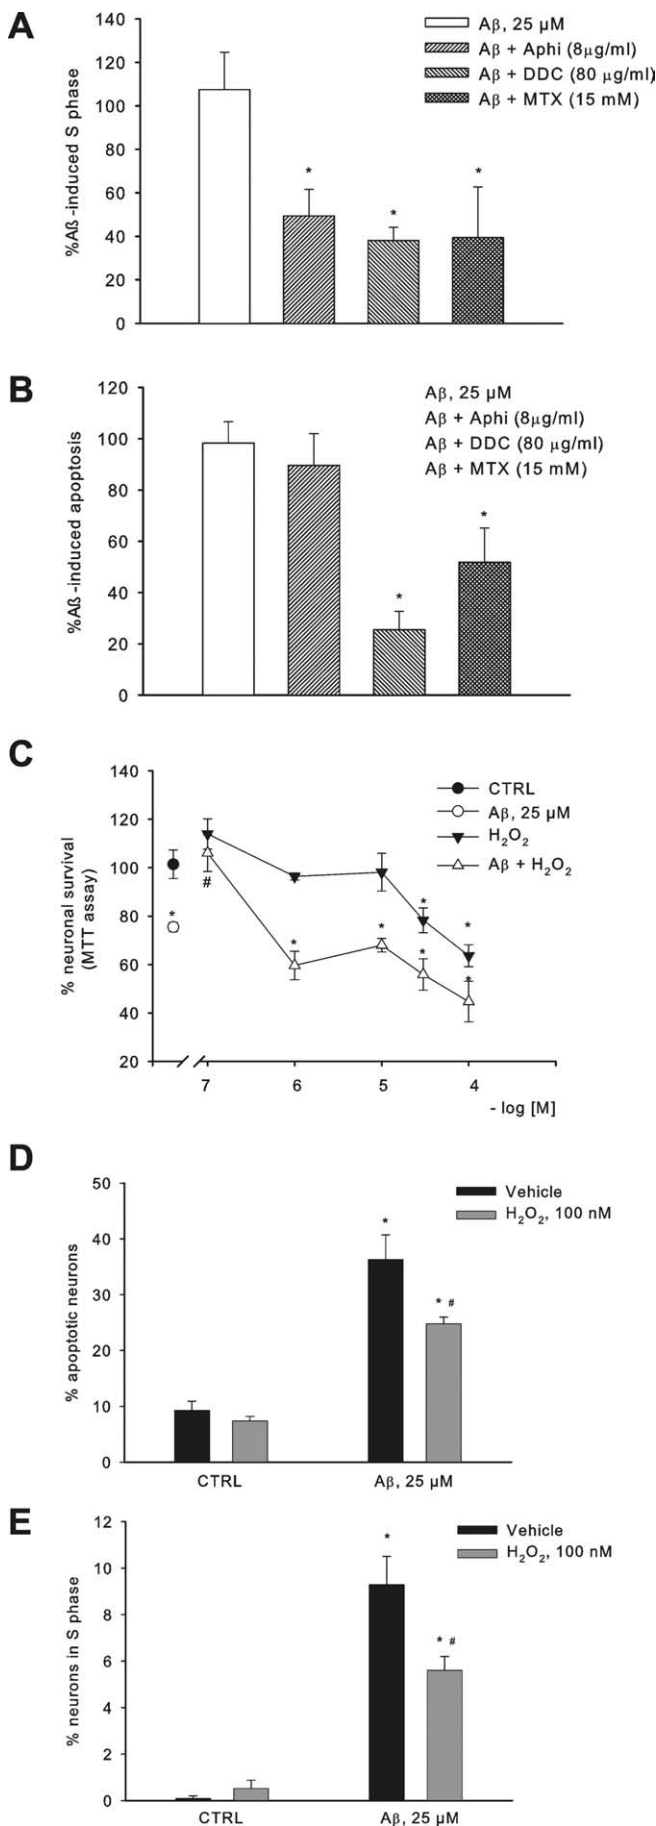 A
%Aß-induced S phase
140
120
100
80
60
40
20
0
Aβ, 25 µM
Aβ + Aphi (8µg/ml)
Aβ + DDC (80 µg/ml)
Aβ + MTX (15 mM)
*
*
*
B
%Aß-induced apoptosis
120
100
80
60
40
20
0
Aβ, 25 µM
Aβ + Aphi (8µg/ml)
Aβ + DDC (80 µg/ml)
Aβ + MTX (15 mM)
*
*
C
% neuronal survival
(MTT assay)
140
120
100
80
60
40
20
CTRL
Aβ, 25 µM
H₂O₂
Aβ + H₂O₂
*
#
*
*
*
*
*
*
7 6 5 4
- log [M]
D
% apoptotic neurons
50
40
30
20
10
0
Vehicle
H₂O₂, 100 nM
*
* #
CTRL Aβ, 25 µM
E
% neurons in S phase
12
10
8
6
4
2
0
Vehicle
H₂O₂, 100 nM
*
* #
CTRL Aβ, 25 µM